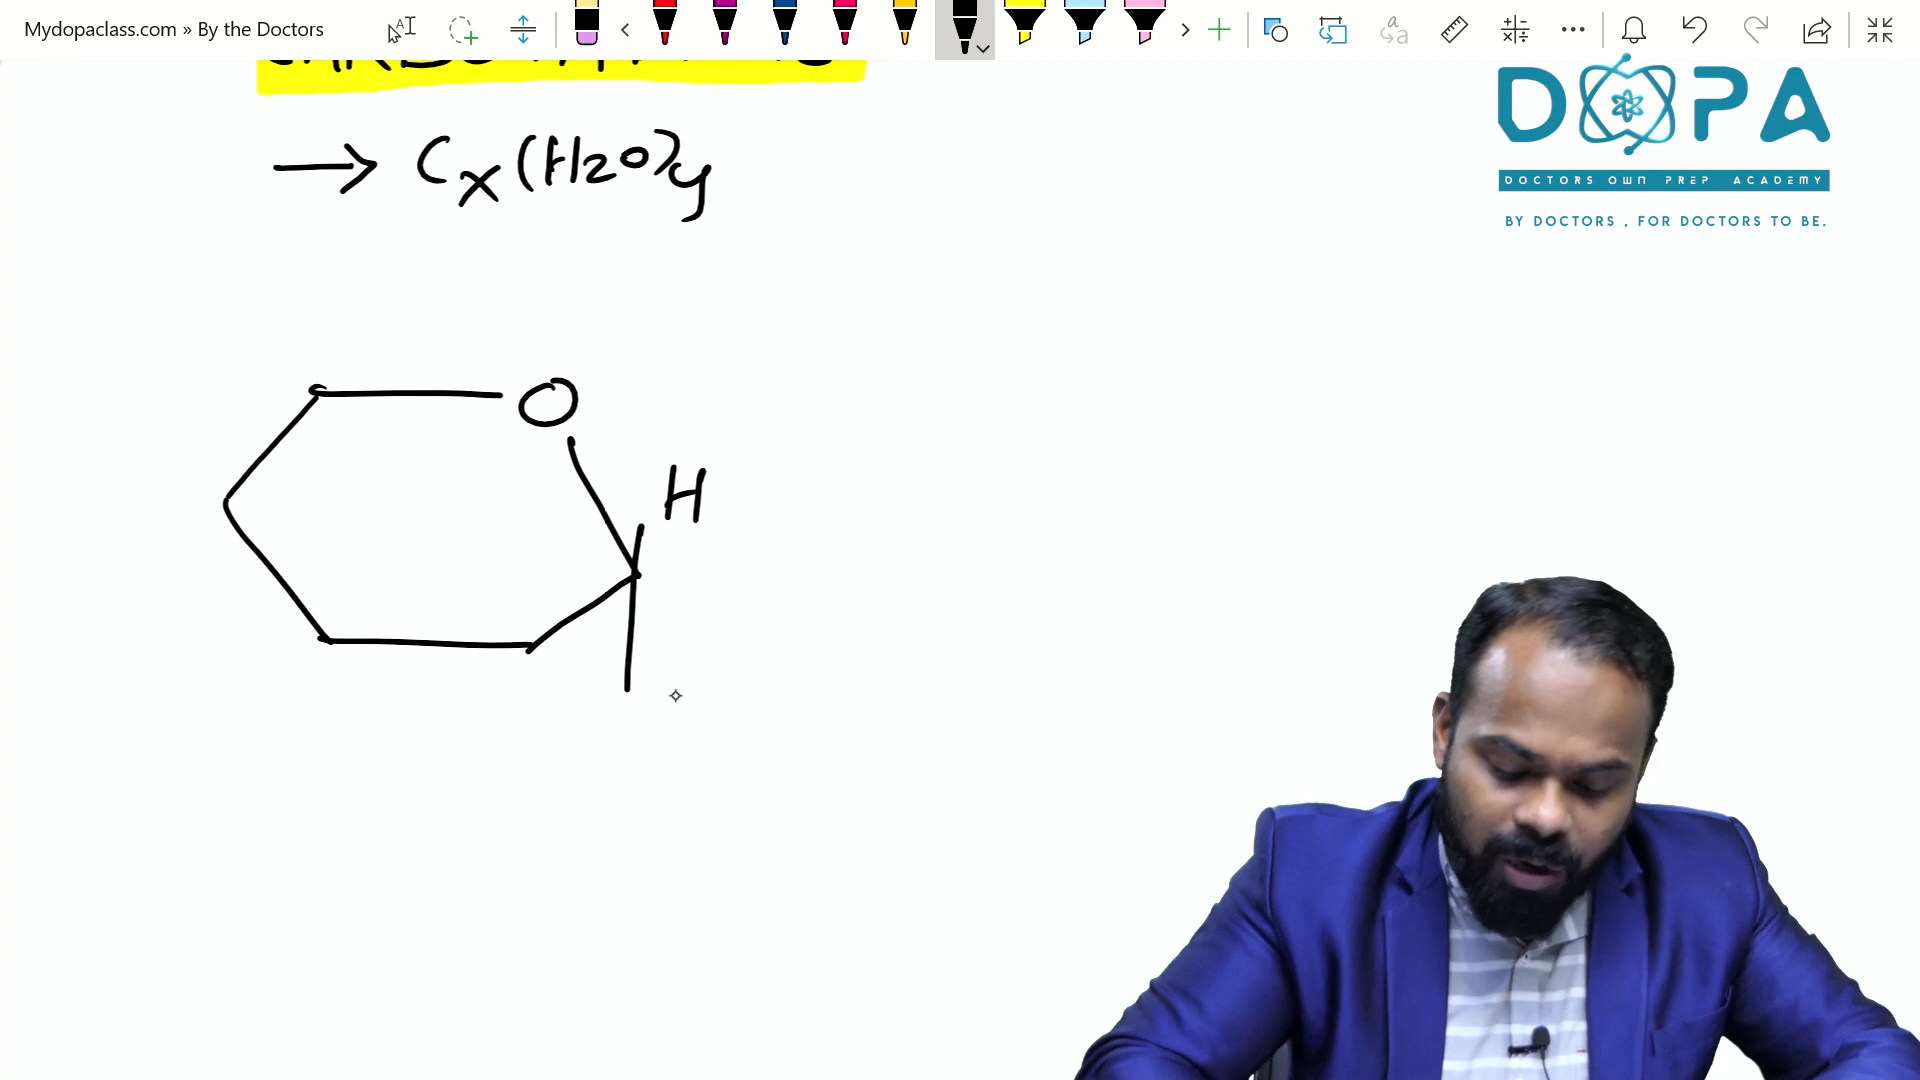 Mydopaclass.com » By the Doctors
DOPA
DOCTORS OWN PREP ACADEMY
BY DOCTORS , FOR DOCTORS TO BE.
→ Cx(H2O)y
O
H